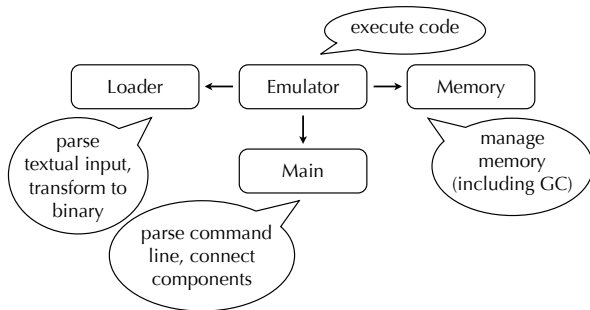 execute code
Loader
Emulator
Memory
parse
textual input,
transform to
binary
manage
memory
(including GC)
Main
parse command
line, connect
components